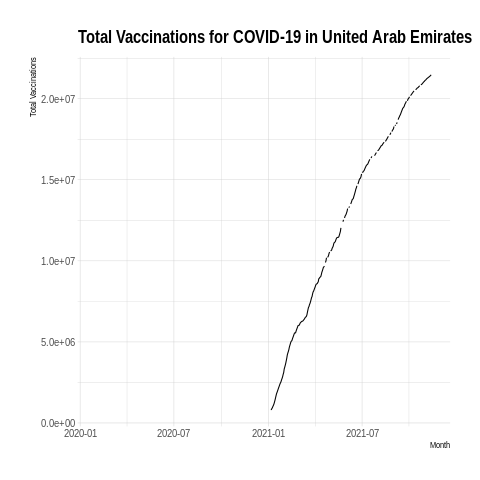 Total Vaccinations for COVID-19 in United Arab Emirates
Total Vaccinations
2.0e+07
1.5e+07
1.0e+07
5.0e+06
0.0e+00
2020-01 2020-07 2021-01 2021-07
Month